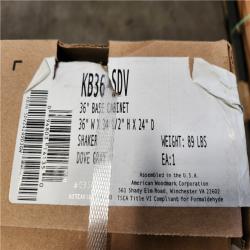 KB36-SDV
36" BASE CABINET
36" W X 34 1/2" H X 24" D
SHAKER
DOVE GRAY
WEIGHT: 89 LBS
EA:1
Assembled in the U.S.A.
American Woodmark Corporation
561 Shady Elm Road, Winchester VA 22602
TSCA Title VI Compliant for Formaldehyde